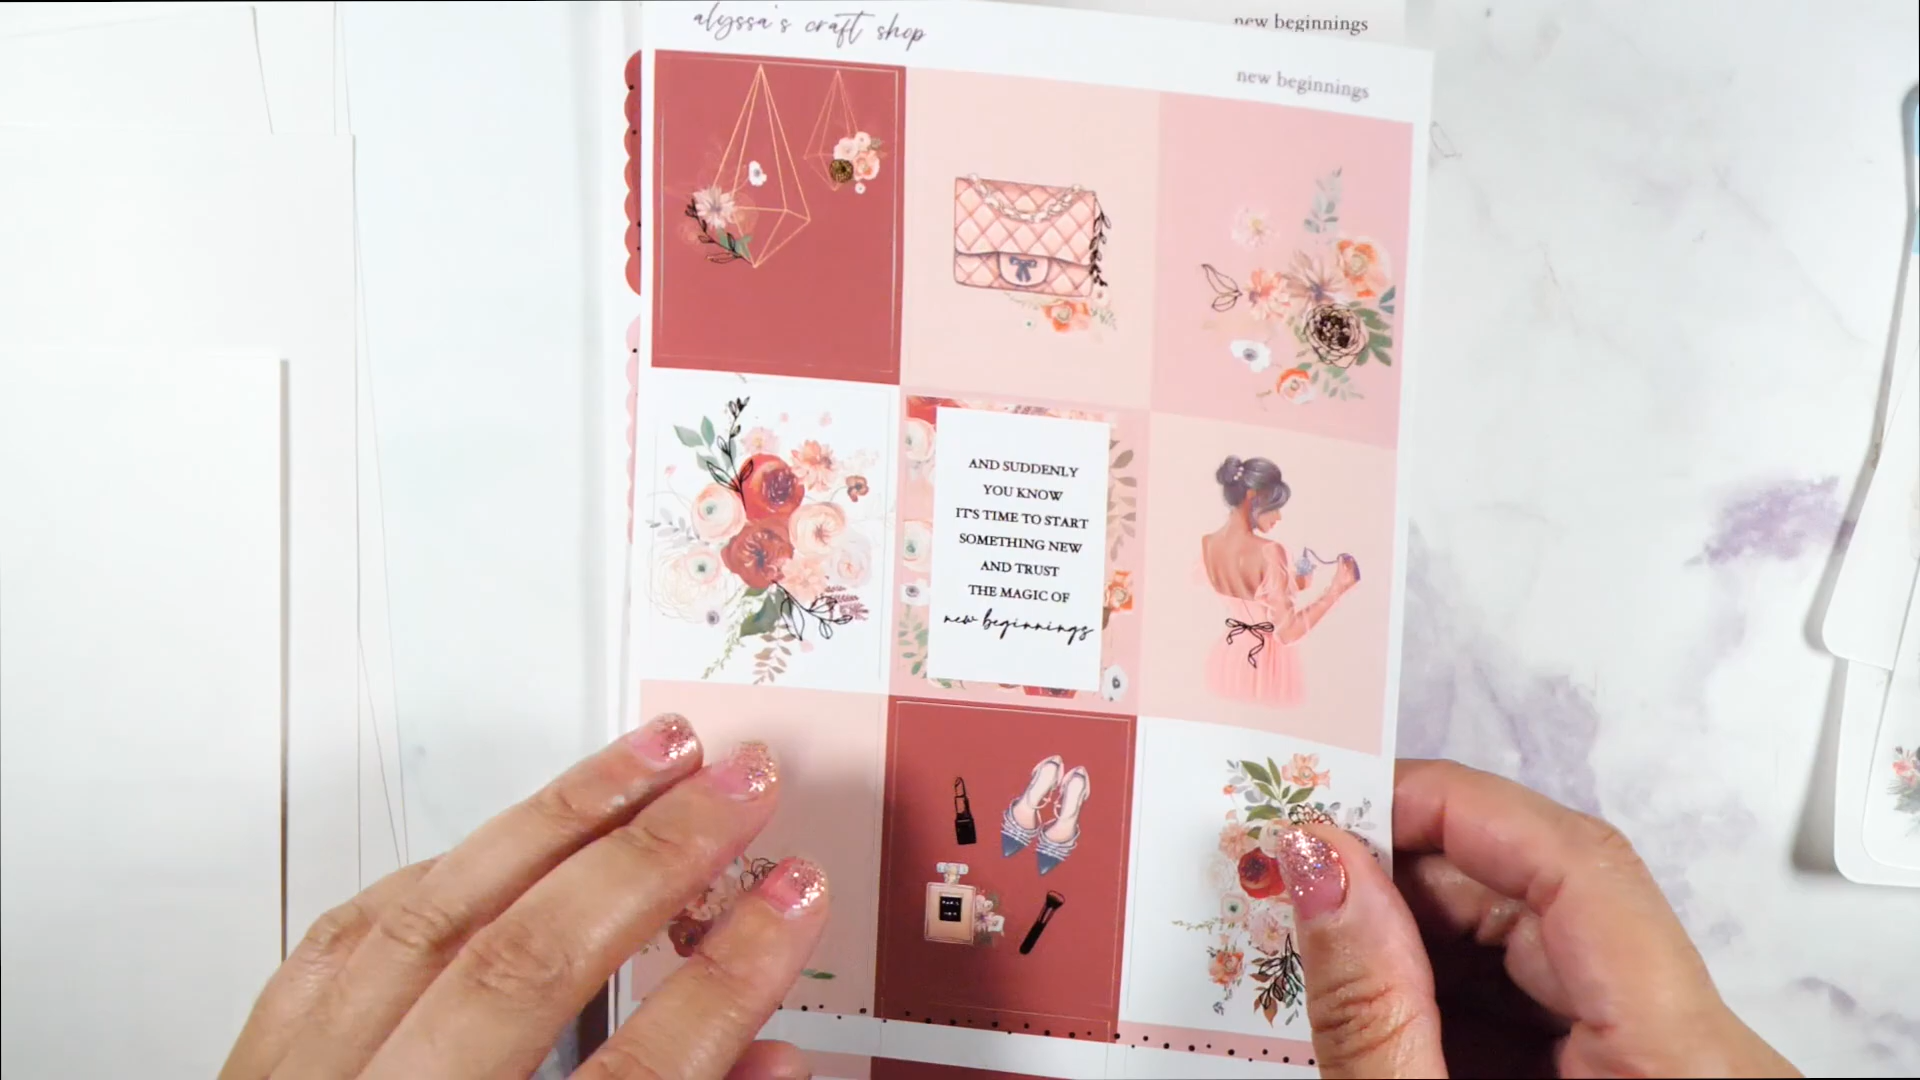 alyssa's craft shop
new beginnings
new beginnings
AND SUDDENLY
YOU KNOW
IT'S TIME TO START
SOMETHING NEW
AND TRUST
THE MAGIC OF
new beginnings